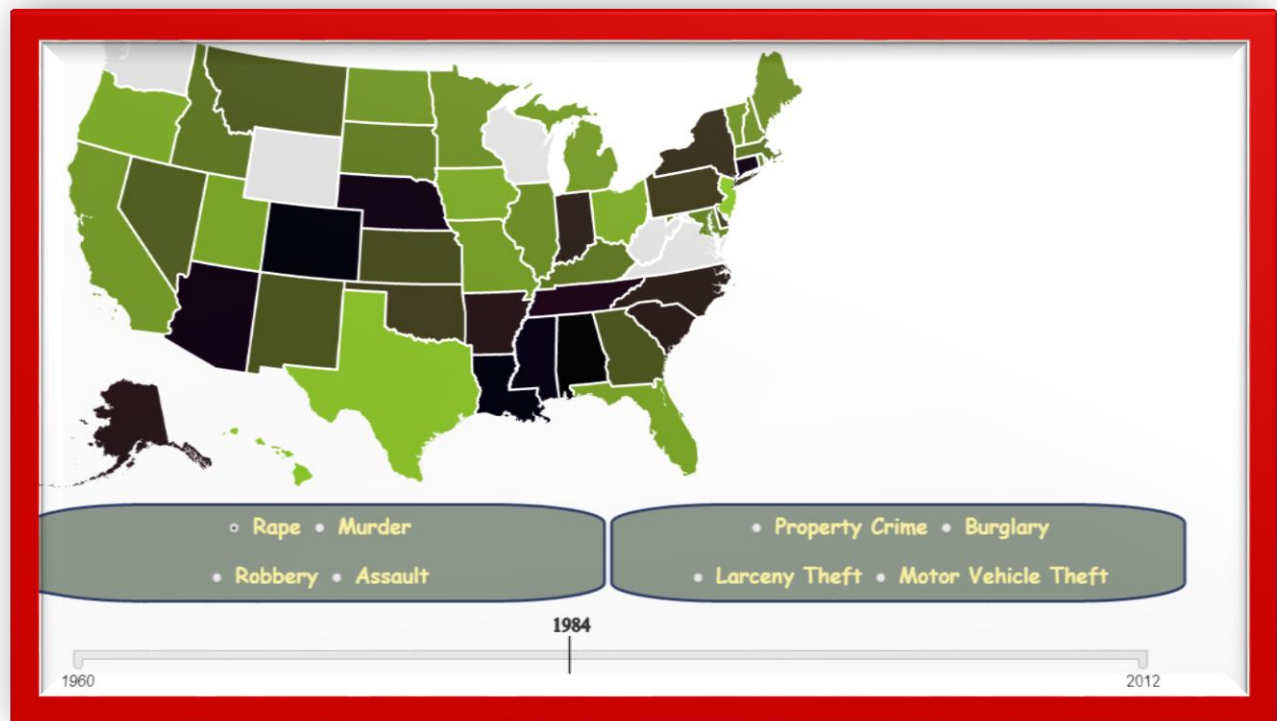 Rape Murder
Robbery Assault
Property Crime Burglary
Larceny Theft Motor Vehicle Theft
1984
1960
2012